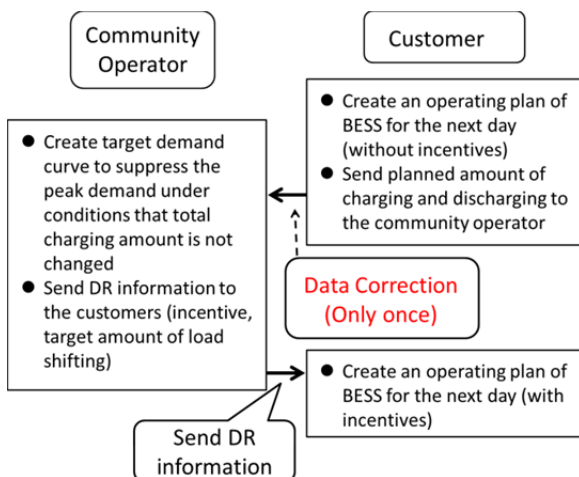 Community
Operator
Customer
● Create an operating plan of
BESS for the next day
(without incentives)
● Send planned amount of
charging and discharging to
the community operator
● Create target demand
curve to suppress the
peak demand under
conditions that total
charging amount is not
changed
● Send DR information to
the customers (incentive,
target amount of load
shifting)
Data Correction
(Only once)
● Create an operating plan of
BESS for the next day (with
incentives)
Send DR
information